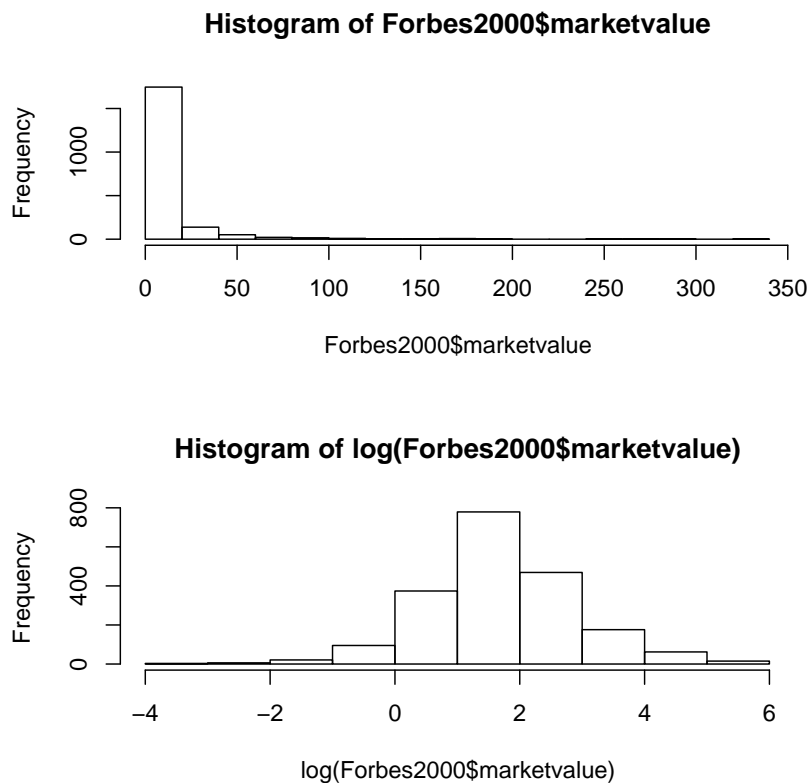 Histogram of Forbes2000$marketvalue
Frequency
1000
0
0 50 100 150 200 250 300 350
Forbes2000$marketvalue
Histogram of log(Forbes2000$marketvalue)
Frequency
800
400
0
−4 −2 0 2 4 6
log(Forbes2000$marketvalue)